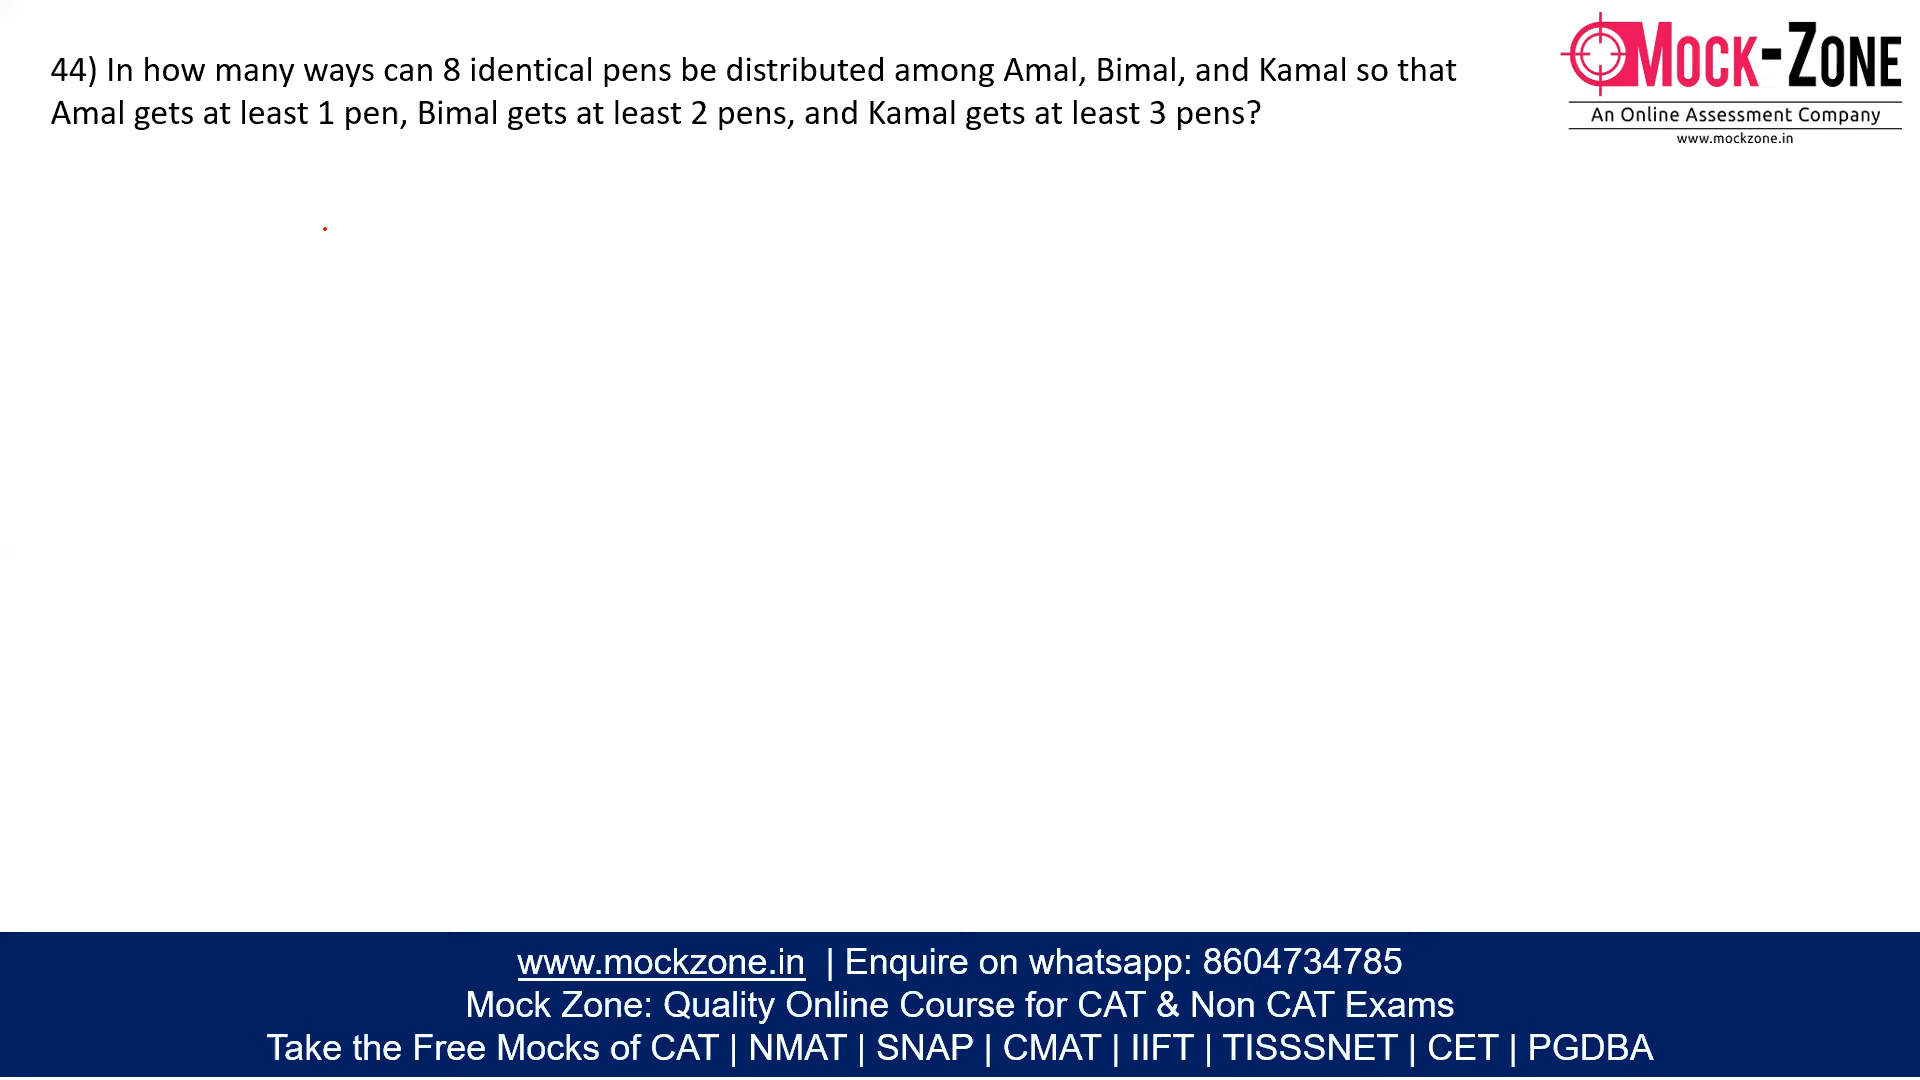 44) In how many ways can 8 identical pens be distributed among Amal, Bimal, and Kamal so that
Amal gets at least 1 pen, Bimal gets at least 2 pens, and Kamal gets at least 3 pens?
MOCK-ZONE
An Online Assessment Company
www.mockzone.in
www.mockzone.in | Enquire on whatsapp: 8604734785
Mock Zone: Quality Online Course for CAT & Non CAT Exams
Take the Free Mocks of CAT | NMAT | SNAP | CMAT | IIFT | TISSSNET | CET | PGDBA